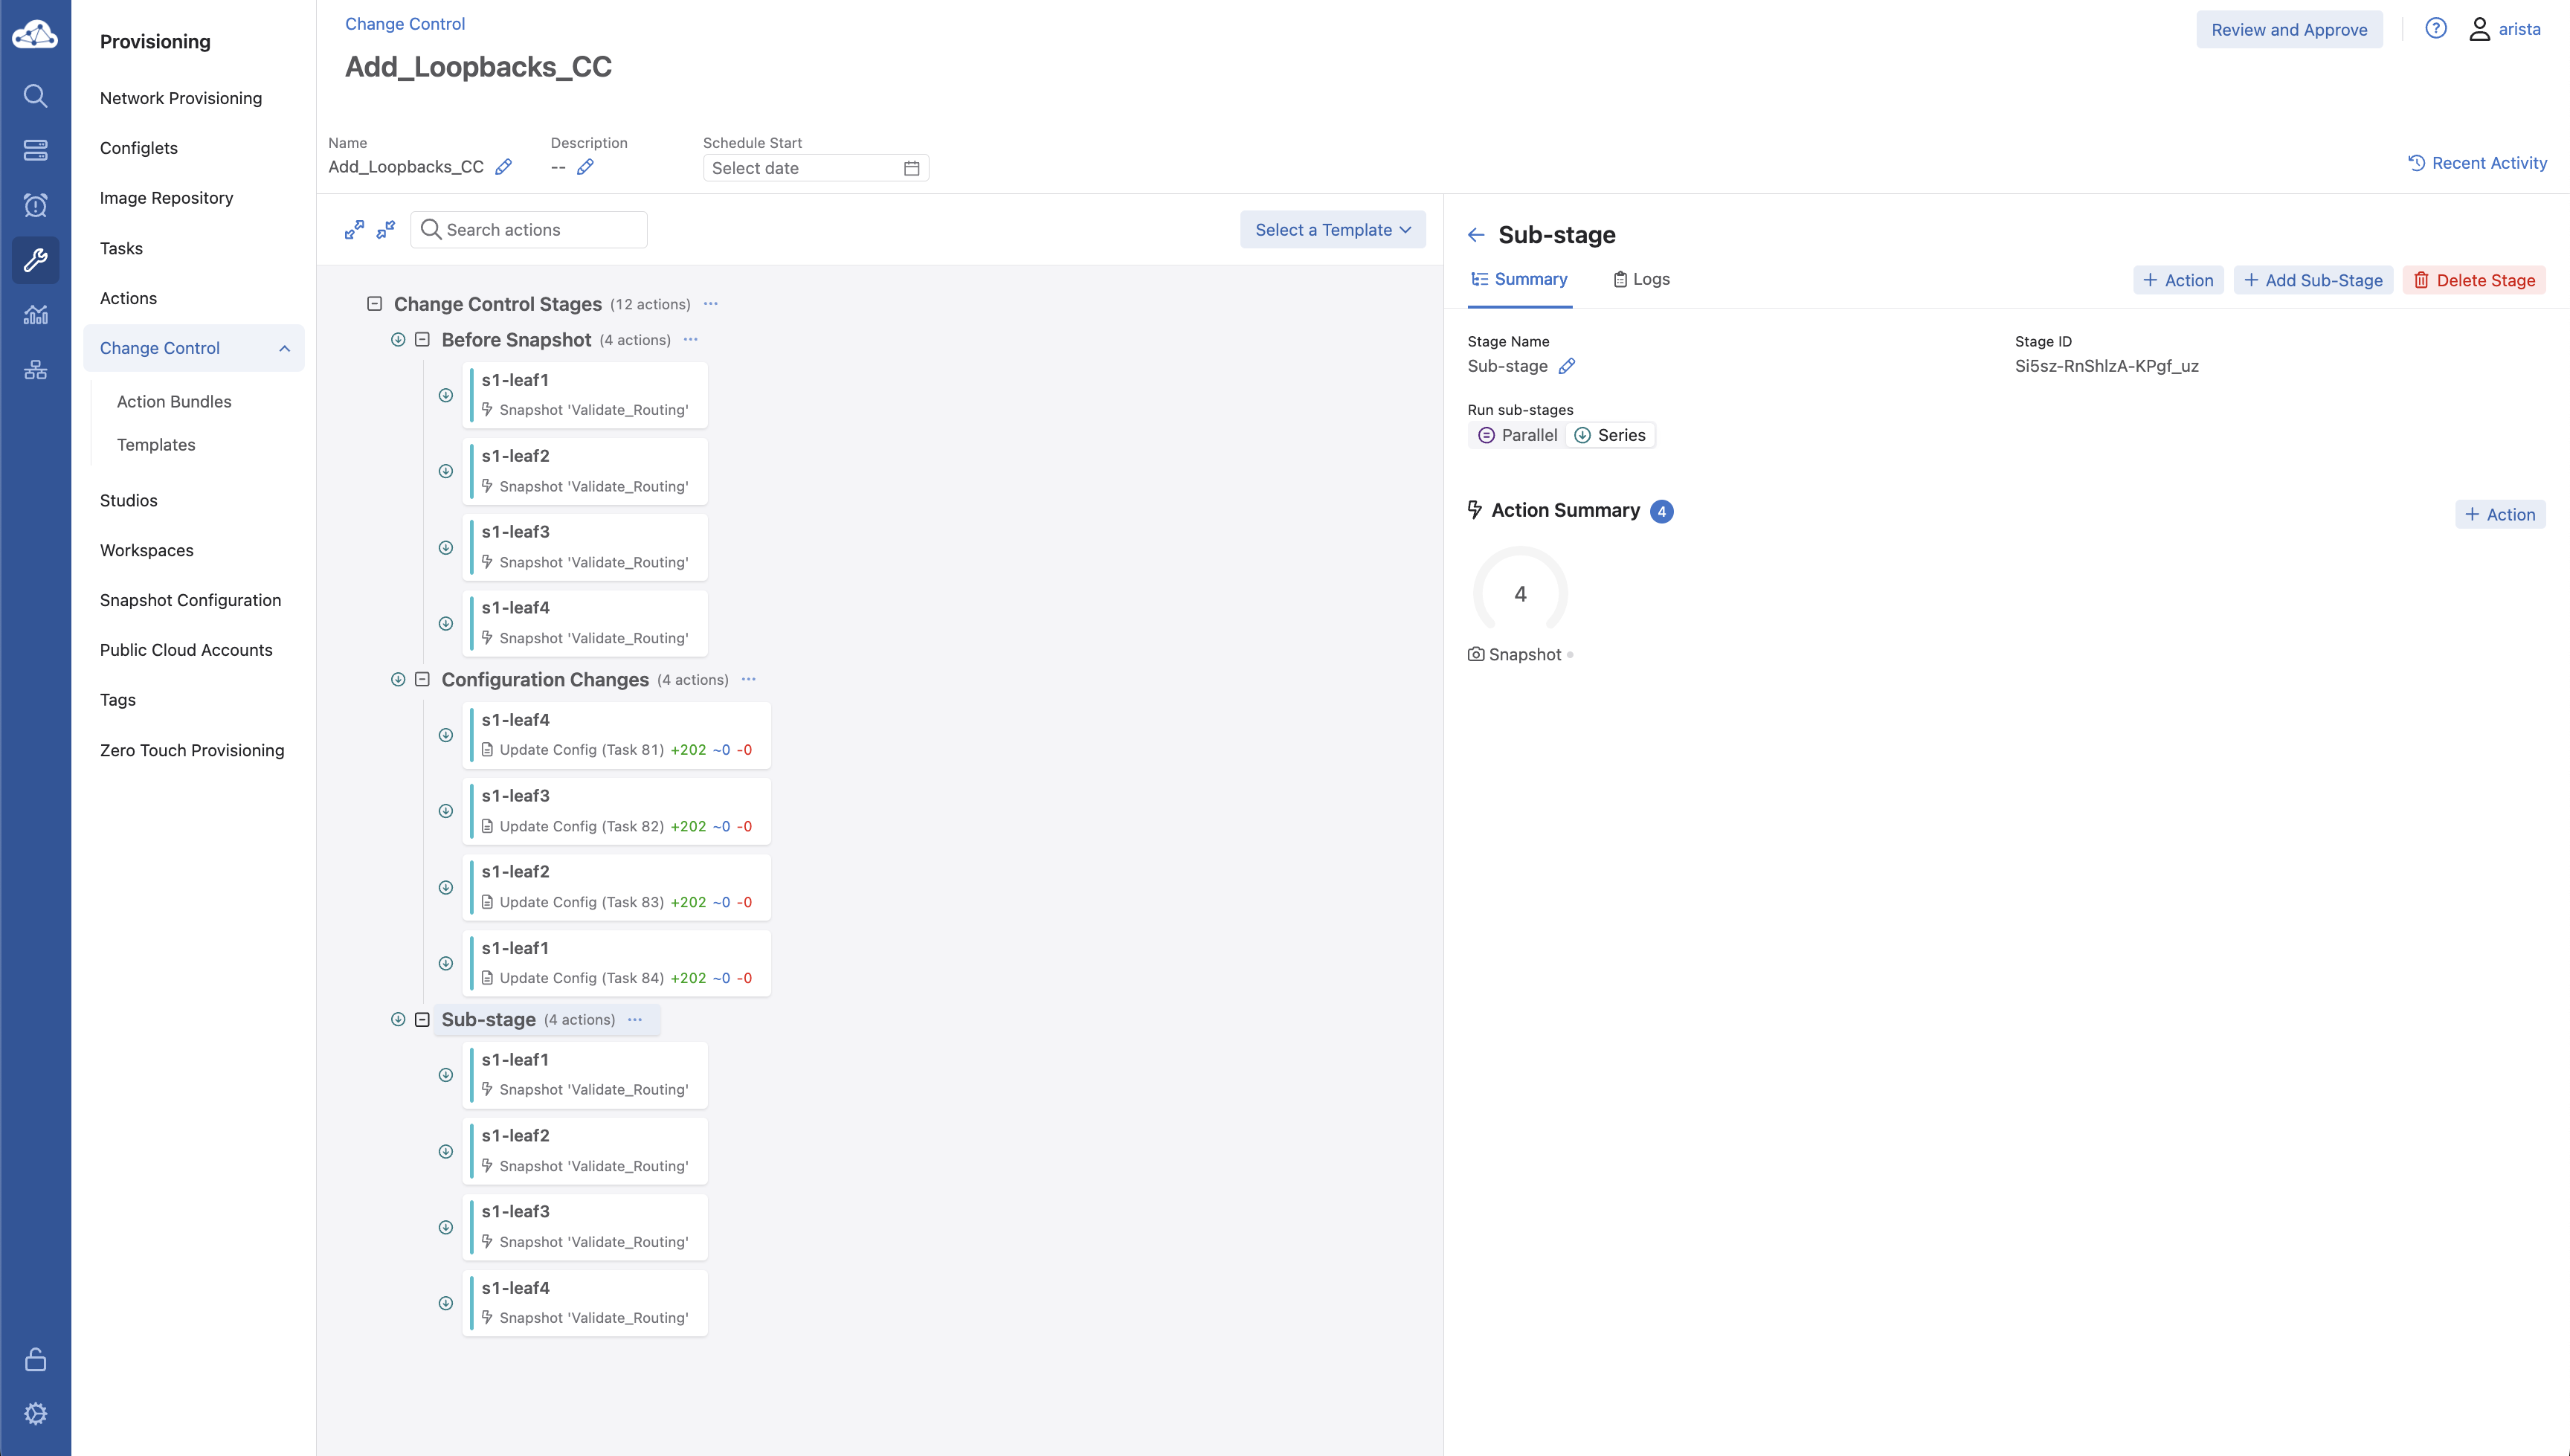 Provisioning
Network Provisioning
Configlets
Image Repository
Tasks
Actions
Change Control
Action Bundles
Templates
Studios
Workspaces
Snapshot Configuration
Public Cloud Accounts
Tags
Zero Touch Provisioning
Change Control
Add_Loopbacks_CC
Review and Approve
arista
Name
Add_Loopbacks_CC
Description
--
Schedule Start
Select date
Recent Activity
Search actions
Select a Template
Change Control Stages (12 actions) ...
Before Snapshot (4 actions) ...
s1-leaf1
Snapshot 'Validate_Routing'
s1-leaf2
Snapshot 'Validate_Routing'
s1-leaf3
Snapshot 'Validate_Routing'
s1-leaf4
Snapshot 'Validate_Routing'
Configuration Changes (4 actions) ...
s1-leaf4
Update Config (Task 81) +202 ~0 -0
s1-leaf3
Update Config (Task 82) +202 ~0 -0
s1-leaf2
Update Config (Task 83) +202 ~0 -0
s1-leaf1
Update Config (Task 84) +202 ~0 -0
Sub-stage (4 actions) ...
s1-leaf1
Snapshot 'Validate_Routing'
s1-leaf2
Snapshot 'Validate_Routing'
s1-leaf3
Snapshot 'Validate_Routing'
s1-leaf4
Snapshot 'Validate_Routing'
Sub-stage
Summary Logs
+ Action + Add Sub-Stage Delete Stage
Stage Name
Sub-stage
Stage ID
Si5sz-RnShlzA-KPgf_uz
Run sub-stages
Parallel Series
Action Summary 4
+ Action
4
Snapshot